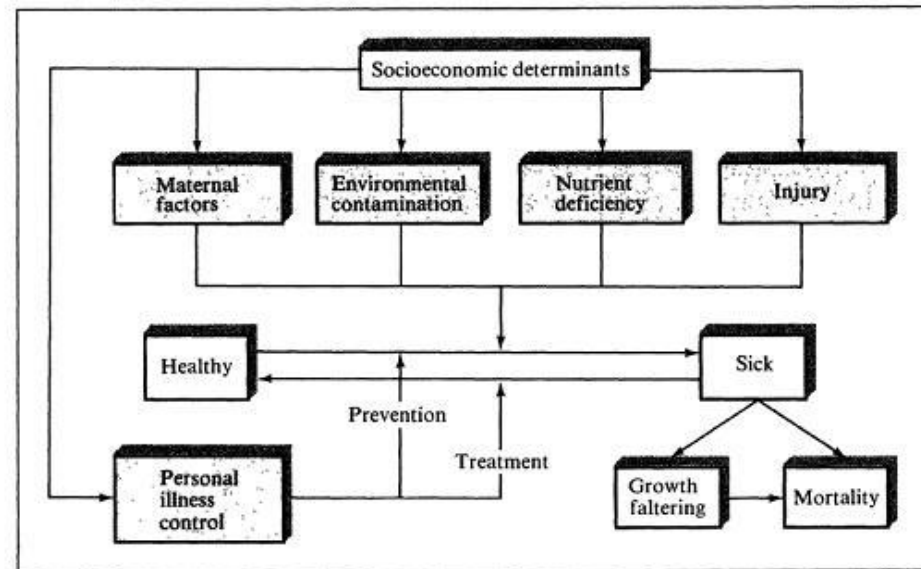 Socioeconomic determinants
Maternal
factors
Environmental
contamination
Nutrient
deficiency
Injury
Healthy
Sick
Prevention
Treatment
Personal
illness
control
Growth
faltering
Mortality